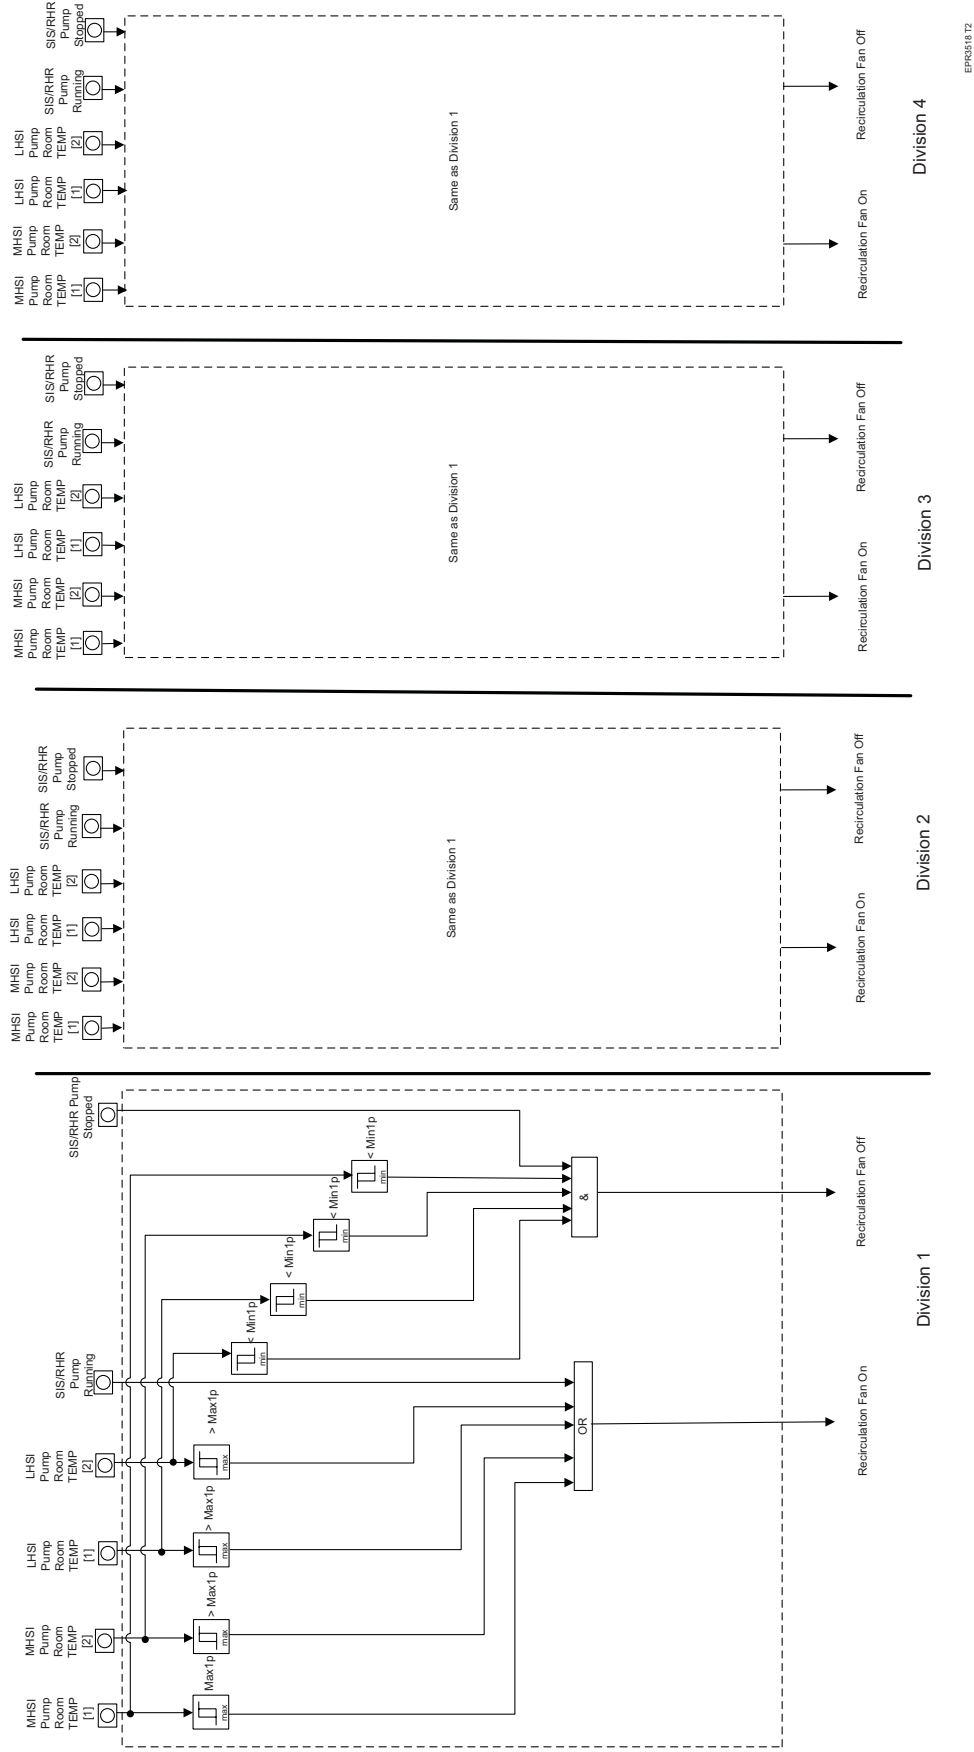 MHSI
Pump
Room
TEMP
[1]
MHSI
Pump
Room
TEMP
[2]
LHSI
Pump
Room
TEMP
[1]
LHSI
Pump
Room
TEMP
[2]
SIS/RHR
Pump
Running
SIS/RHR Pump
Stopped
Max1p
max
> Max1p
max
> Max1p
max
> Max1p
max
< Min1p
min
< Min1p
min
< Min1p
min
< Min1p
min
OR
&
Recirculation Fan On
Recirculation Fan Off
Division 1
MHSI
Pump
Room
TEMP
[1]
MHSI
Pump
Room
TEMP
[2]
LHSI
Pump
Room
TEMP
[1]
LHSI
Pump
Room
TEMP
[2]
SIS/RHR
Pump
Running
SIS/RHR
Pump
Stopped
Same as Division 1
Recirculation Fan On
Recirculation Fan Off
Division 2
MHSI
Pump
Room
TEMP
[1]
MHSI
Pump
Room
TEMP
[2]
LHSI
Pump
Room
TEMP
[1]
LHSI
Pump
Room
TEMP
[2]
SIS/RHR
Pump
Running
SIS/RHR
Pump
Stopped
Same as Division 1
Recirculation Fan On
Recirculation Fan Off
Division 3
MHSI
Pump
Room
TEMP
[1]
MHSI
Pump
Room
TEMP
[2]
LHSI
Pump
Room
TEMP
[1]
LHSI
Pump
Room
TEMP
[2]
SIS/RHR
Pump
Running
SIS/RHR
Pump
Stopped
Same as Division 1
Recirculation Fan On
Recirculation Fan Off
Division 4
EPR3518 T2